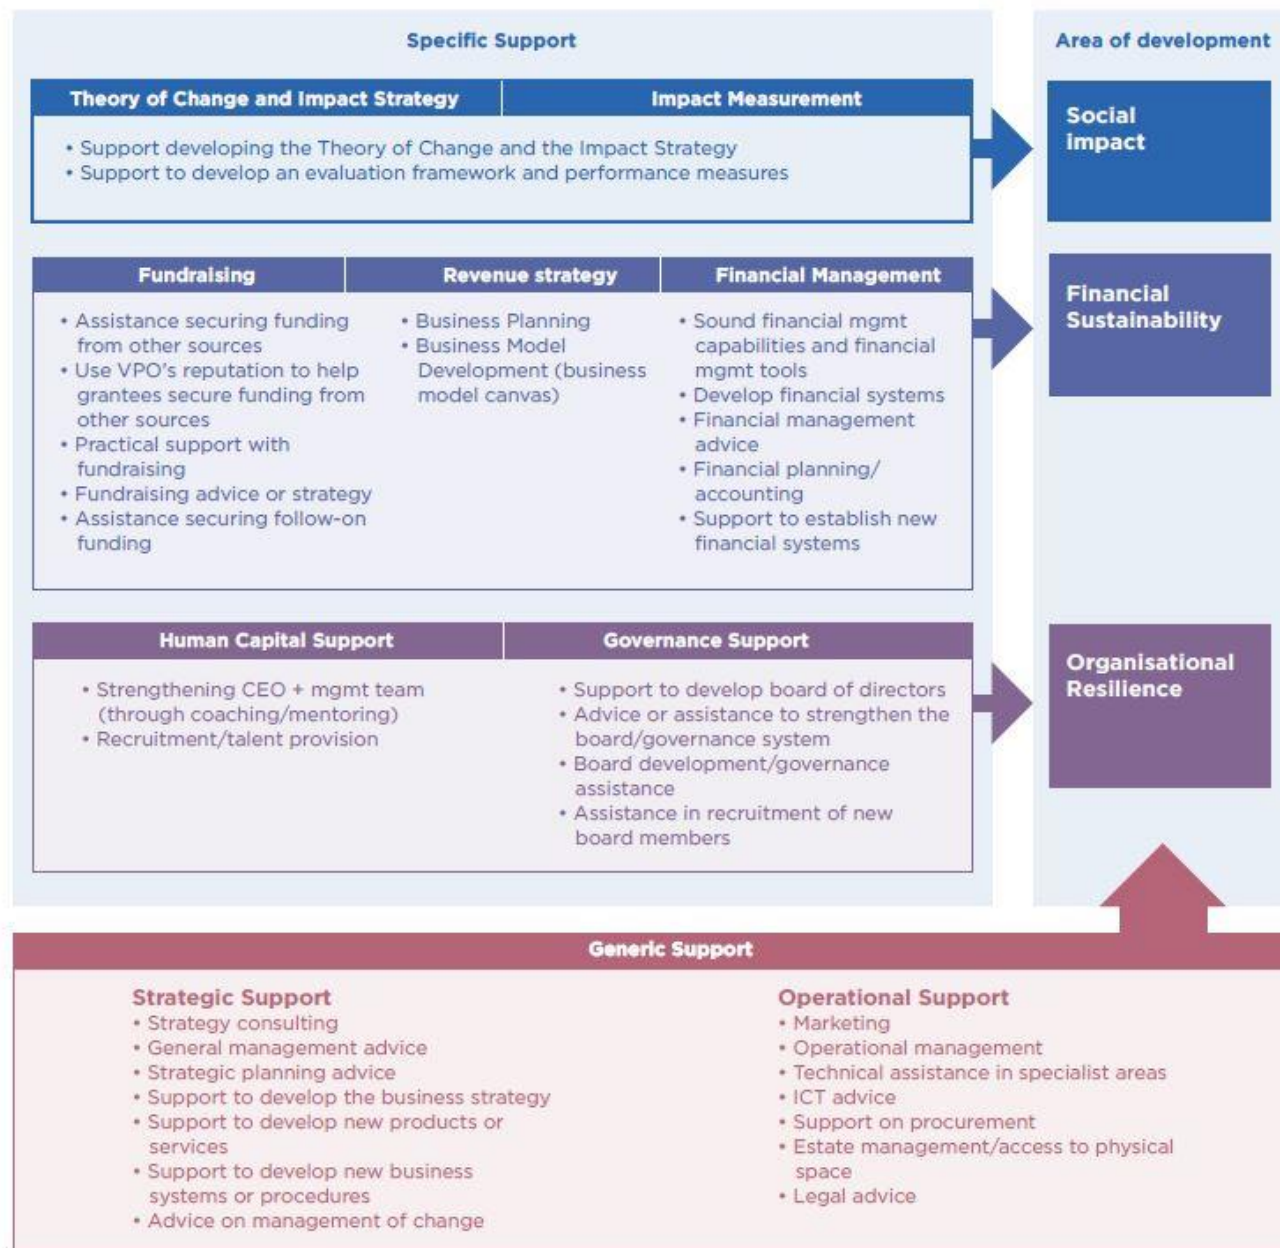 Specific Support
Area of development
Theory of Change and Impact Strategy
Impact Measurement
• Support developing the Theory of Change and the Impact Strategy
• Support to develop an evaluation framework and performance measures
Social
impact
Fundraising
Revenue strategy
Financial Management
• Assistance securing funding
from other sources
• Use VPO's reputation to help
grantees secure funding from
other sources
• Practical support with
fundraising
• Fundraising advice or strategy
• Assistance securing follow-on
funding
• Business Planning
• Business Model
Development (business
model canvas)
• Sound financial mgmt
capabilities and financial
mgmt tools
• Develop financial systems
• Financial management
advice
• Financial planning/
accounting
• Support to establish new
financial systems
Financial
Sustainability
Human Capital Support
Governance Support
• Strengthening CEO + mgmt team
(through coaching/mentoring)
• Recruitment/talent provision
• Support to develop board of directors
• Advice or assistance to strengthen the
board/governance system
• Board development/governance
assistance
• Assistance in recruitment of new
board members
Organisational
Resilience
Generic Support
Strategic Support
• Strategy consulting
• General management advice
• Strategic planning advice
• Support to develop the business strategy
• Support to develop new products or
services
• Support to develop new business
systems or procedures
• Advice on management of change
Operational Support
• Marketing
• Operational management
• Technical assistance in specialist areas
• ICT advice
• Support on procurement
• Estate management/access to physical
space
• Legal advice